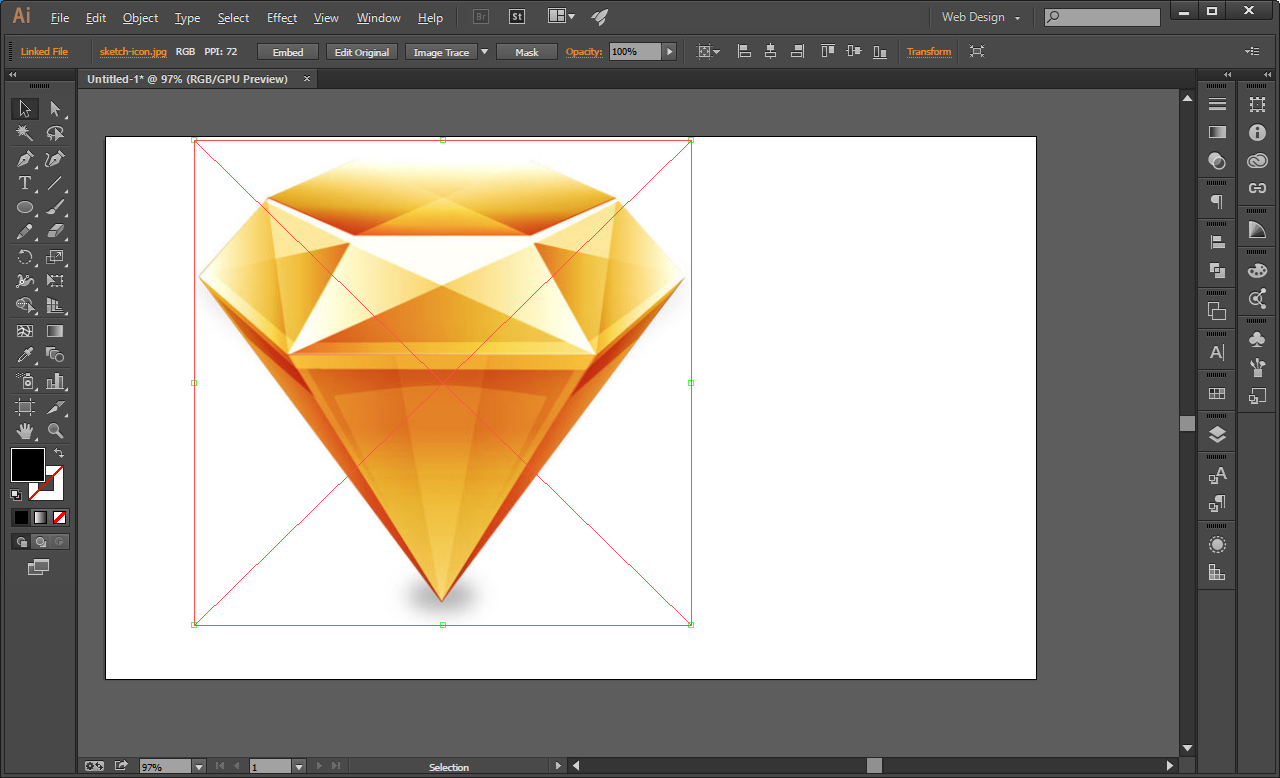 Ai File Edit Object Type Select Effect View Window Help Br St Web Design
Linked File sketch-icon.jpg RGB PPI: 72 Embed Edit Original Image Trace Mask Opacity: 100% Transform
Untitled-1* @ 97% (RGB/GPU Preview) ×
97% 1 Selection